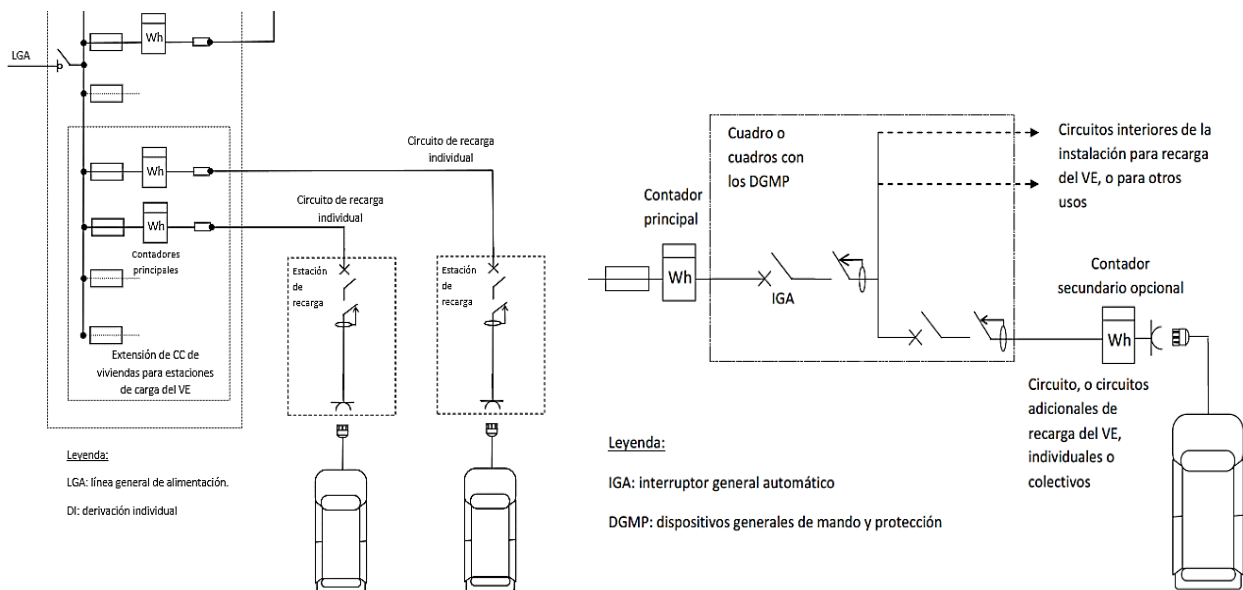 Wh
LGA
Circuito de recarga
individual
Wh
Circuito de recarga
individual
Wh
Contadores
principales
Estación
de
recarga
Estación
de
recarga
Extensión de CC de
viviendas para estaciones
de carga del VE
Leyenda:
LGA: línea general de alimentación.
DI: derivación individual
Cuadro o
cuadros con
los DGMP
Circuitos interiores de la
instalación para recarga
del VE, o para otros
usos
Contador
principal
Wh
IGA
Contador
secundario opcional
Wh
Circuito, o circuitos
adicionales de
recarga del VE,
individuales o
colectivos
Leyenda:
IGA: interruptor general automático
DGMP: dispositivos generales de mando y protección